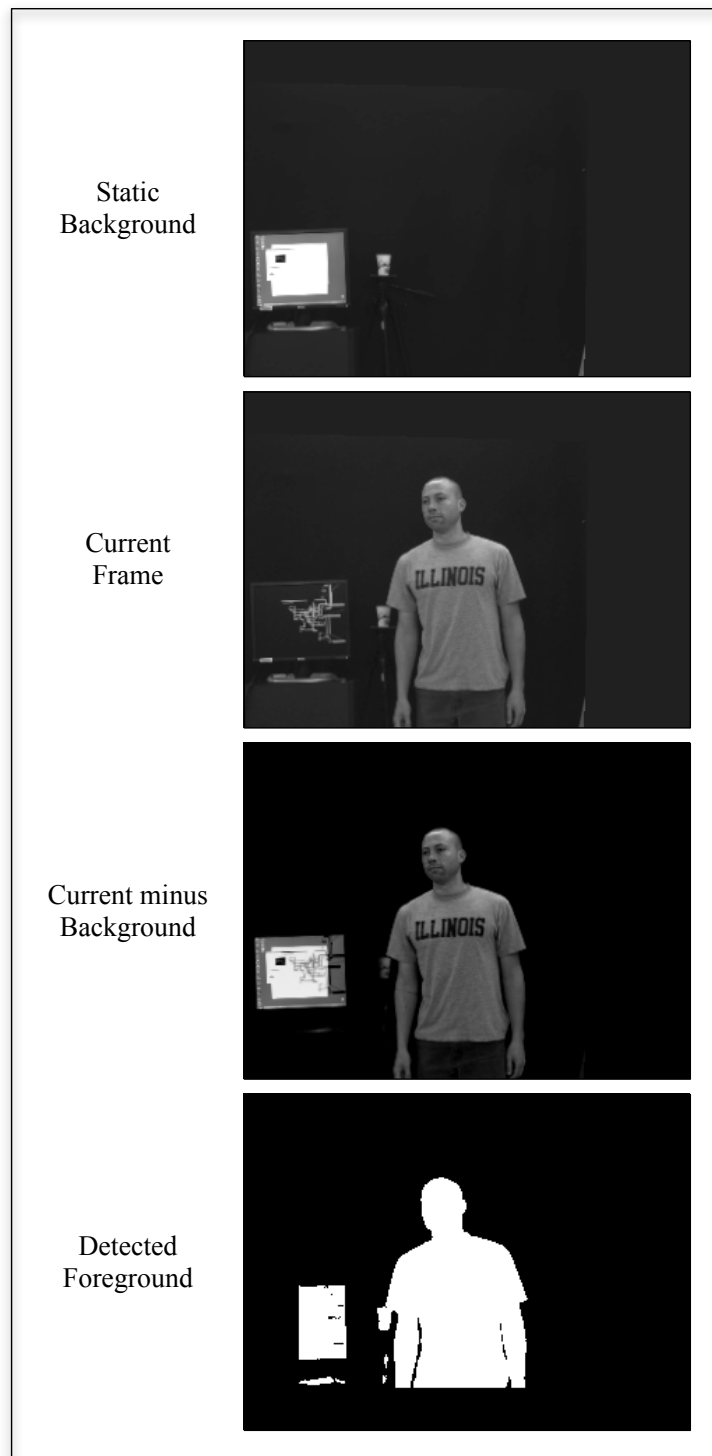 Static
Background
Current
Frame
ILLINOIS
Current minus
Background
ILLINOIS
Detected
Foreground